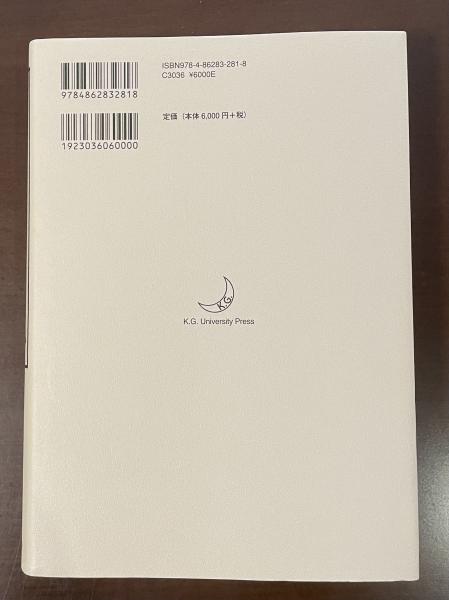 ISBN978-4-86283-281-8
C3036 ¥6000E
9784862832818
定価（本体 6,000 円＋税）
1923036060000
K.G.
K.G. University Press